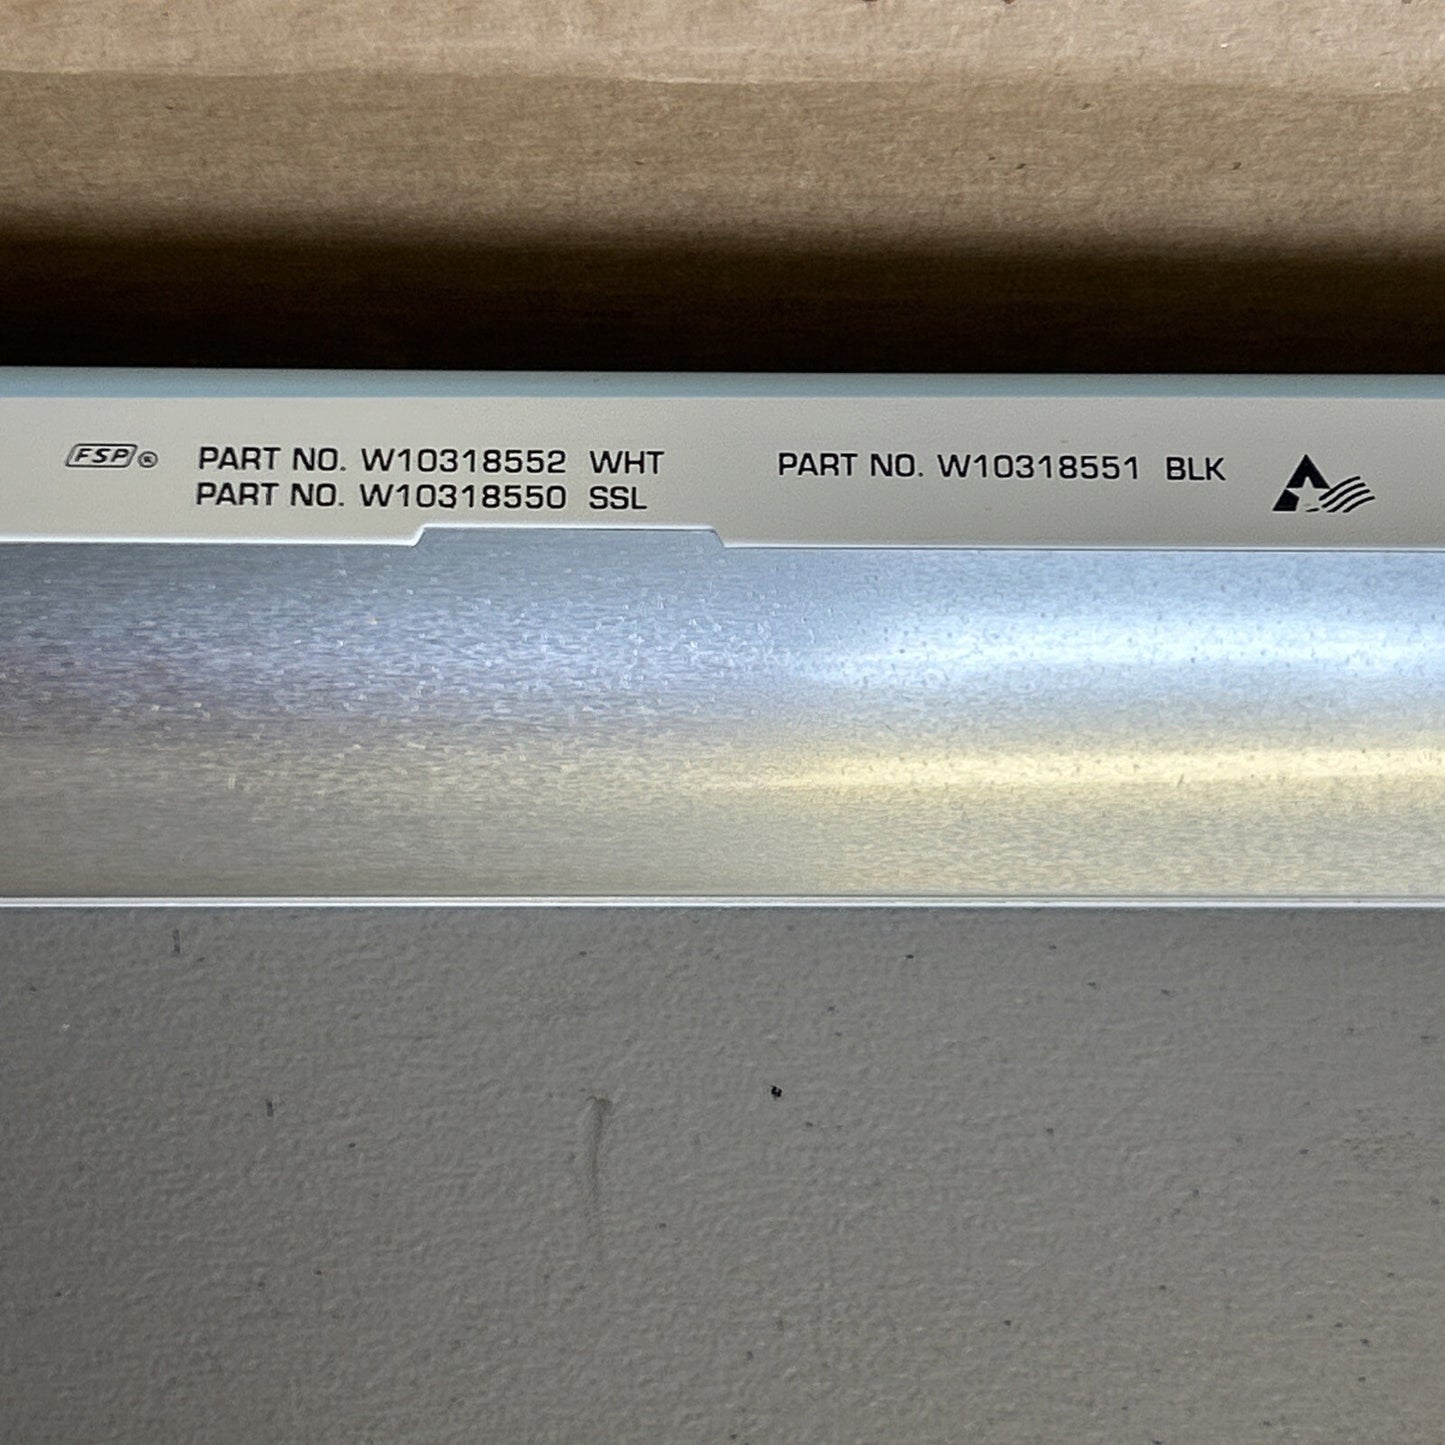 FSP®
PART NO. W10318552 WHT
PART NO. W10318550 SSL
PART NO. W10318551 BLK